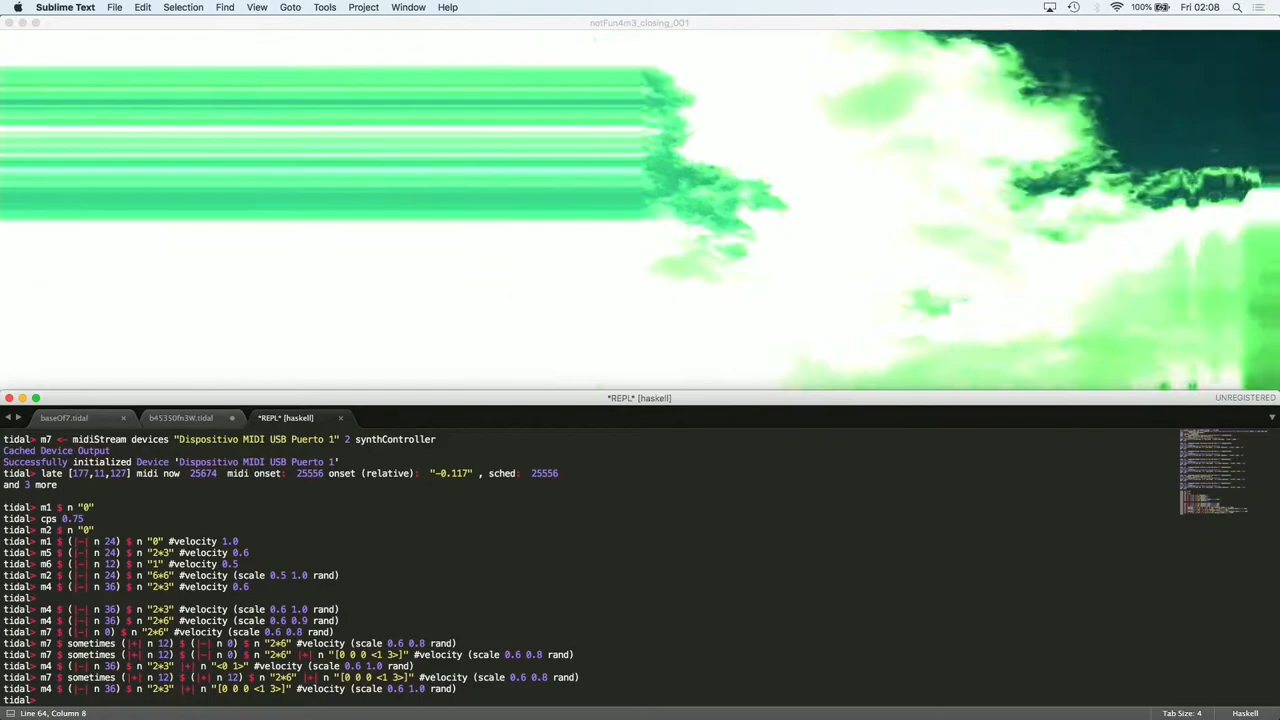 Sublime Text File Edit Selection Find View Goto Tools Project Window Help 100% Fri 02:08
notFun4m3_closing_001
*REPL* [haskell] UNREGISTERED
baseOf7.tidal b45350fn3W.tidal *REPL* [haskell]
tidal> m7 <- midiStream devices "Dispositivo MIDI USB Puerto 1" 2 synthController
Cached Device Output
Successfully initialized Device 'Dispositivo MIDI USB Puerto 1'
tidal> late [177,11,127] midi now 25674 midi onset: 25556 onset (relative): "-0.117" , sched: 25556
and 3 more
tidal> m1 $ n "0"
tidal> cps 0.75
tidal> m2 $ n "0"
tidal> m1 $ (|-| n 24) $ n "0" #velocity 1.0
tidal> m5 $ (|-| n 24) $ n "2*3" #velocity 0.6
tidal> m6 $ (|-| n 12) $ n "1" #velocity 0.5
tidal> m2 $ (|-| n 24) $ n "6*6" #velocity (scale 0.5 1.0 rand)
tidal> m4 $ (|-| n 36) $ n "2*3" #velocity 0.6
tidal>
tidal> m4 $ (|-| n 36) $ n "2*3" #velocity (scale 0.6 1.0 rand)
tidal> m4 $ (|-| n 36) $ n "2*6" #velocity (scale 0.6 0.9 rand)
tidal> m7 $ (|-| n 0) $ n "2*6" #velocity (scale 0.6 0.8 rand)
tidal> m7 $ sometimes (|+| n 12) $ (|-| n 0) $ n "2*6" #velocity (scale 0.6 0.8 rand)
tidal> m7 $ sometimes (|+| n 12) $ (|-| n 0) $ n "2*6" |+| n "[0 0 0 <1 3>]" #velocity (scale 0.6 0.8 rand)
tidal> m4 $ (|-| n 36) $ n "2*3" |+| n "<0 1>" #velocity (scale 0.6 1.0 rand)
tidal> m7 $ sometimes (|+| n 12) $ (|+| n 12) $ n "2*6" |+| n "[0 0 0 <1 3>]" #velocity (scale 0.6 0.8 rand)
tidal> m4 $ (|-| n 36) $ n "2*3" |+| n "[0 0 0 <1 3>]" #velocity (scale 0.6 1.0 rand)
tidal>
Line 64, Column 8 Tab Size: 4 Haskell